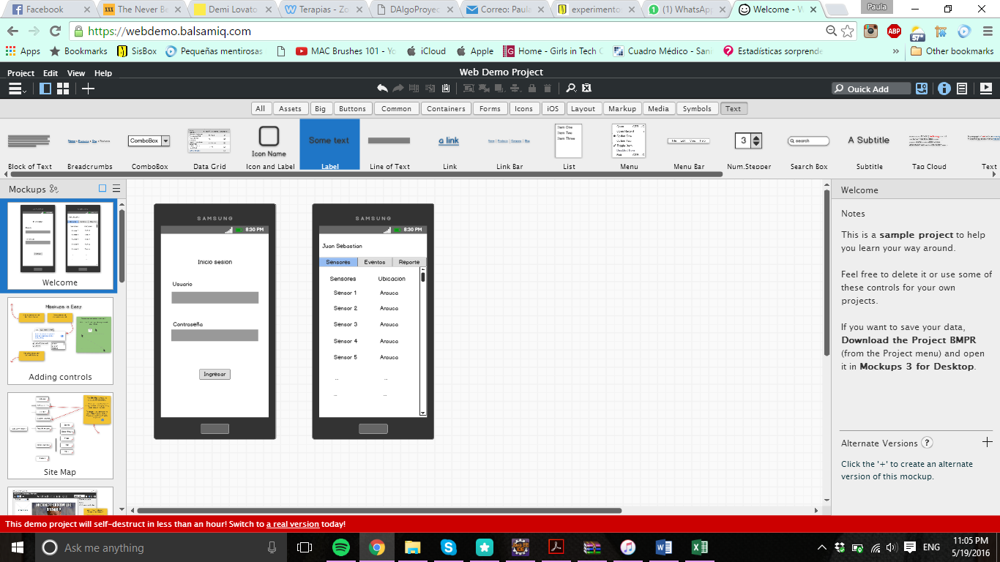 Facebook
The Never Be
Demi Lovato
Terapias - Zo
DAlgoProyec
Correo: Paula
experimento
(1) WhatsApp
Welcome - W
Paula
https://webdemo.balsamiq.com
ABP
57°
Apps
Bookmarks
SisBox
Pequeñas mentirosas
MAC Brushes 101 - Yo
iCloud
Apple
Home - Girls in Tech C
Cuadro Médico - Sani
Estadísticas sorprende
»
Other bookmarks
Project Edit View Help
Web Demo Project
Quick Add
All
Assets
Big
Buttons
Common
Containers
Forms
Icons
iOS
Layout
Markup
Media
Symbols
Text
ComboBox
Icon Name
Some text
a link
Item One
Item Two
Item Three
3
search
A Subtitle
Block of Text
Breadcrumbs
ComboBox
Data Grid
Icon and Label
Label
Line of Text
Link
Link Bar
List
Menu
Menu Bar
Num.Stepper
Search Box
Subtitle
Tag Cloud
Text
Mockups
Welcome
Mockups is Easy
Adding controls
Site Map
SAMSUNG
8:30 PM
Inicio sesion
Usuario
Contraseña
Ingresar
SAMSUNG
8:30 PM
Juan Sebastian
Sensores Eventos Reporte
Sensores Ubicacion
Sensor 1 Arauca
Sensor 2 Arauca
Sensor 3 Arauca
Sensor 4 Arauca
Sensor 5 Arauca
... ...
... ...
Welcome
Notes
This is a sample project to help
you learn your way around.
Feel free to delete it or use some of
these controls for your own
projects.
If you want to save your data,
Download the Project BMPR
(from the Project menu) and open
it in Mockups 3 for Desktop.
Alternate Versions ?
Click the '+' to create an alternate
version of this mockup.
This demo project will self-destruct in less than an hour! Switch to a real version today!
Ask me anything
ENG
11:05 PM
5/19/2016